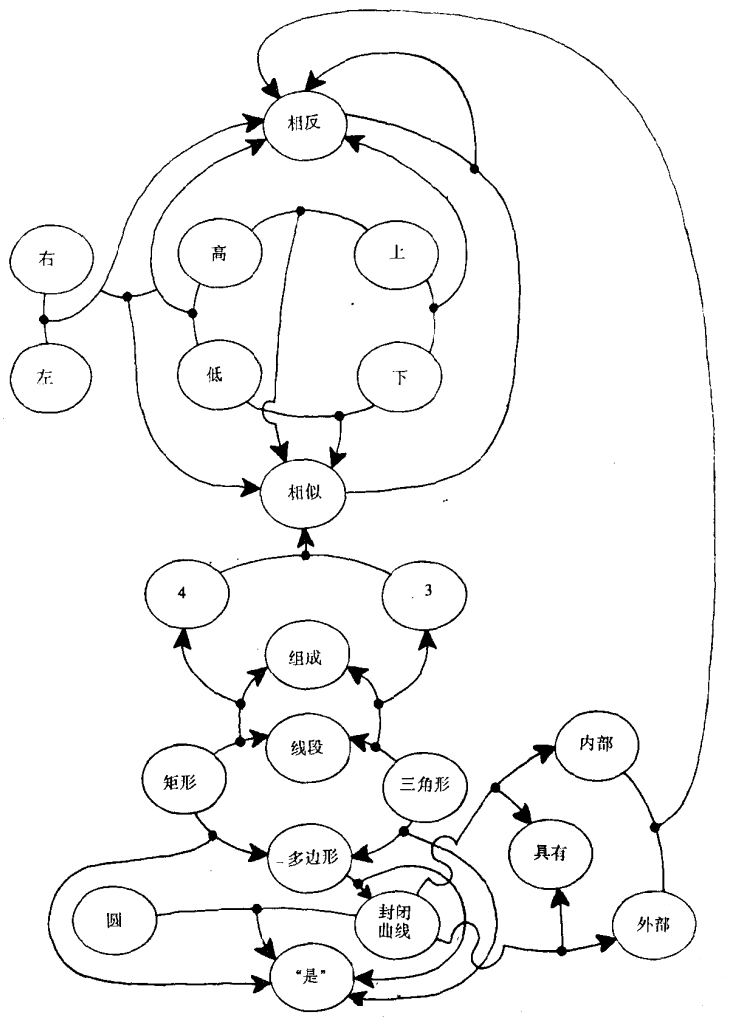 相反
右
高
上
左
低
下
相似
4
3
组成
线段
内部
矩形
三角形
多边形
具有
圆
封闭
曲线
外部
“是”